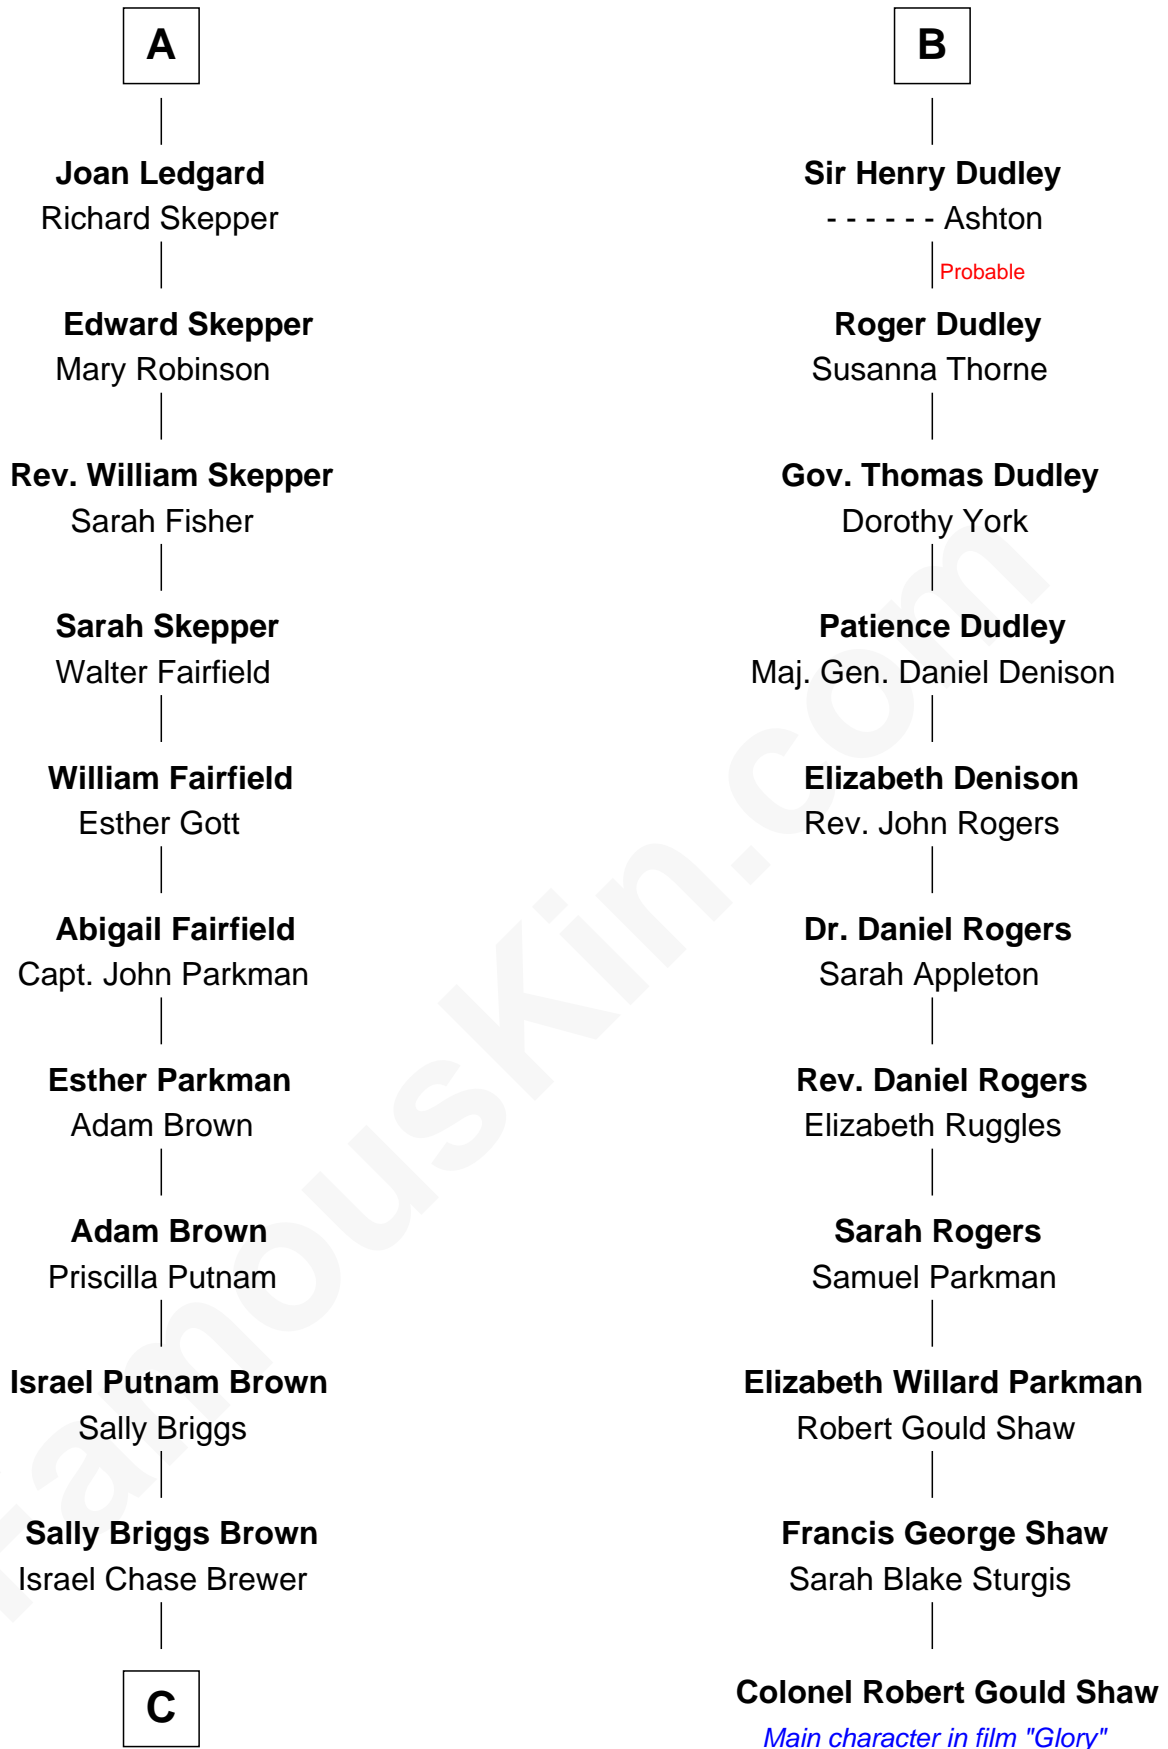 A
Joan Ledgard
Richard Skepper
Edward Skepper
Mary Robinson
Rev. William Skepper
Sarah Fisher
Sarah Skepper
Walter Fairfield
William Fairfield
Esther Gott
Abigail Fairfield
Capt. John Parkman
Esther Parkman
Adam Brown
Adam Brown
Priscilla Putnam
Israel Putnam Brown
Sally Briggs
Sally Briggs Brown
Israel Chase Brewer
C
B
Sir Henry Dudley
- - - - - - Ashton
Probable
Roger Dudley
Susanna Thorne
Gov. Thomas Dudley
Dorothy York
Patience Dudley
Maj. Gen. Daniel Denison
Elizabeth Denison
Rev. John Rogers
Dr. Daniel Rogers
Sarah Appleton
Rev. Daniel Rogers
Elizabeth Ruggles
Sarah Rogers
Samuel Parkman
Elizabeth Willard Parkman
Robert Gould Shaw
Francis George Shaw
Sarah Blake Sturgis
Colonel Robert Gould Shaw
Main character in film "Glory"
FamousKin.com